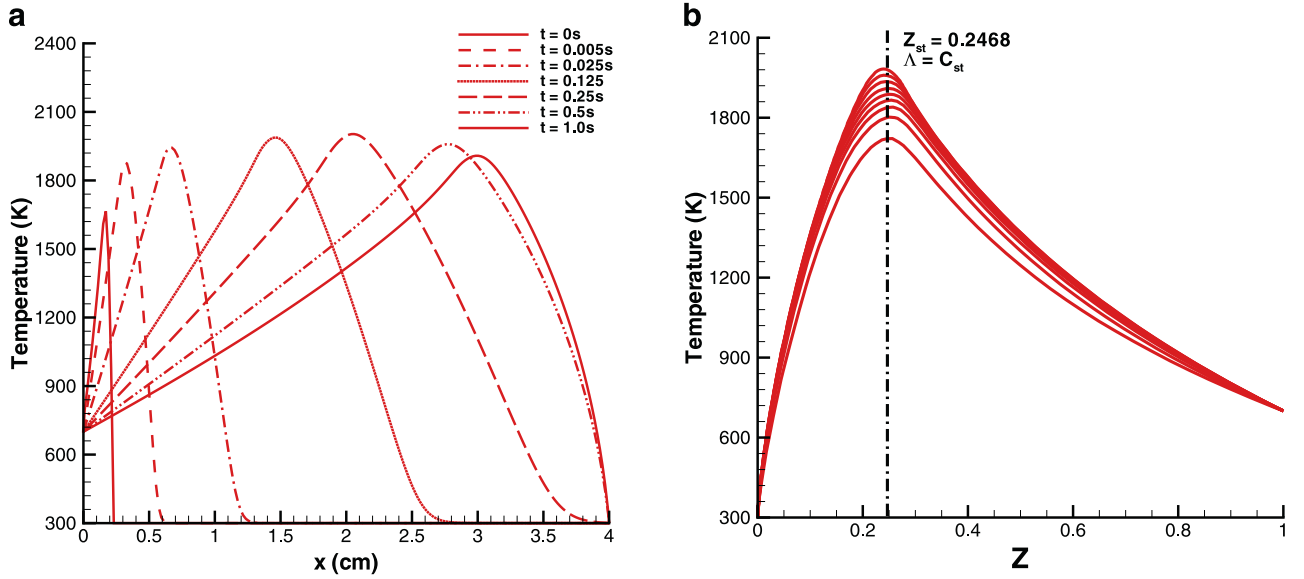 a
2400
2100
1800
1500
1200
900
600
300
Temperature (K)
0
0.5
1
1.5
2
2.5
3
3.5
4
x (cm)
t = 0s
t = 0.005s
t = 0.025s
t = 0.125
t = 0.25s
t = 0.5s
t = 1.0s
b
2100
1800
1500
1200
900
600
300
Temperature (K)
0
0.2
0.4
0.6
0.8
1
Z
Zst = 0.2468
Λ = Cst